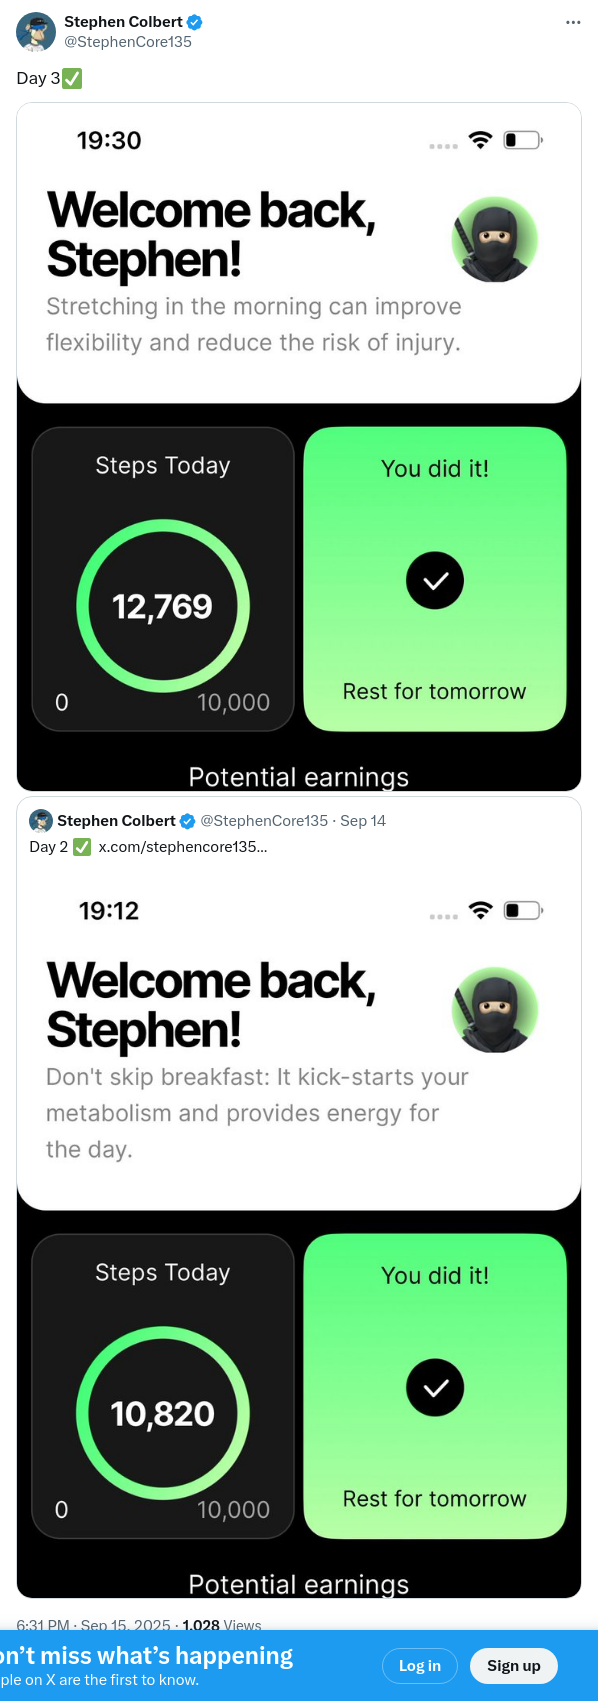 Stephen Colbert
@StephenCore135
Day 3✅
19:30
Welcome back,
Stephen!
Stretching in the morning can improve
flexibility and reduce the risk of injury.
Steps Today
12,769
0 10,000
You did it!
Rest for tomorrow
Potential earnings
Stephen Colbert @StephenCore135 · Sep 14
Day 2 ✅ x.com/stephencore135…
19:12
Welcome back,
Stephen!
Don't skip breakfast: It kick-starts your
metabolism and provides energy for
the day.
Steps Today
10,820
0 10,000
You did it!
Rest for tomorrow
Potential earnings
6:31 PM · Sep 15, 2025 · 1,028 Views
on't miss what's happening
ple on X are the first to know.
Log in
Sign up